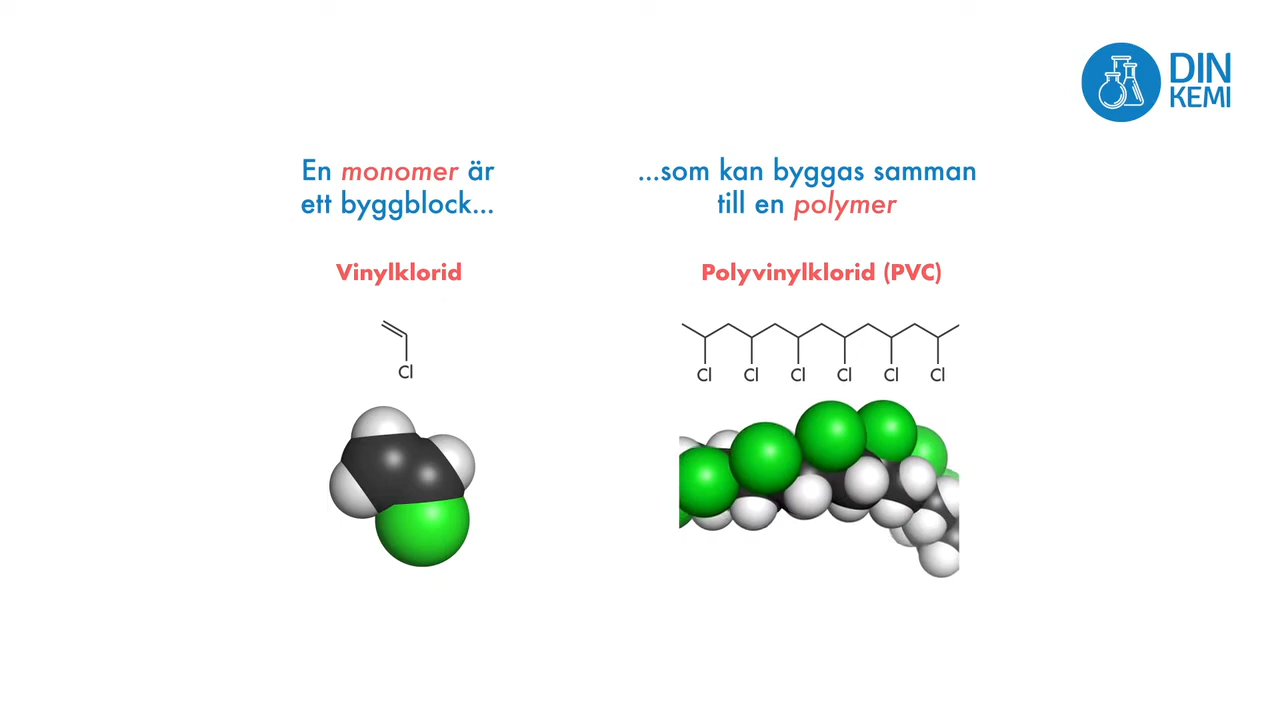 DIN
KEMI
En monomer är
ett byggblock...
...som kan byggas samman
till en polymer
Vinylklorid
Polyvinylklorid (PVC)
Cl
Cl Cl Cl Cl Cl Cl